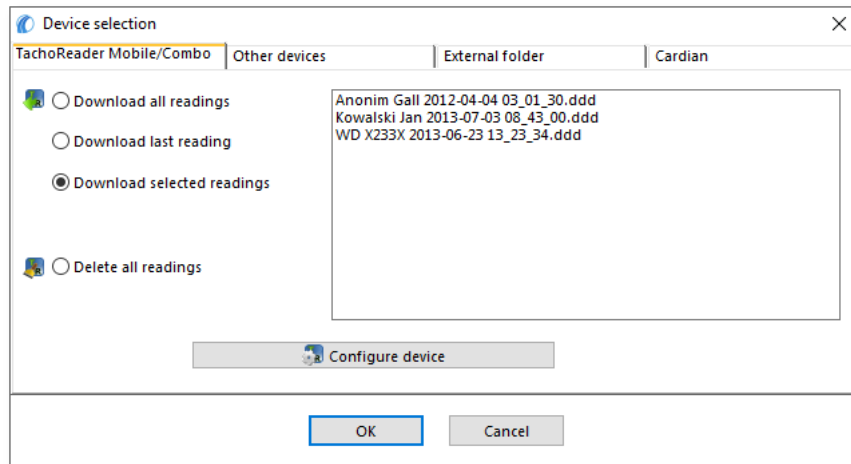 Device selection
TachoReader Mobile/Combo
Other devices
External folder
Cardian
Download all readings
Download last reading
Download selected readings
Delete all readings
Anonim Gall 2012-04-04 03_01_30.ddd
Kowalski Jan 2013-07-03 08_43_00.ddd
WD X233X 2013-06-23 13_23_34.ddd
Configure device
OK
Cancel